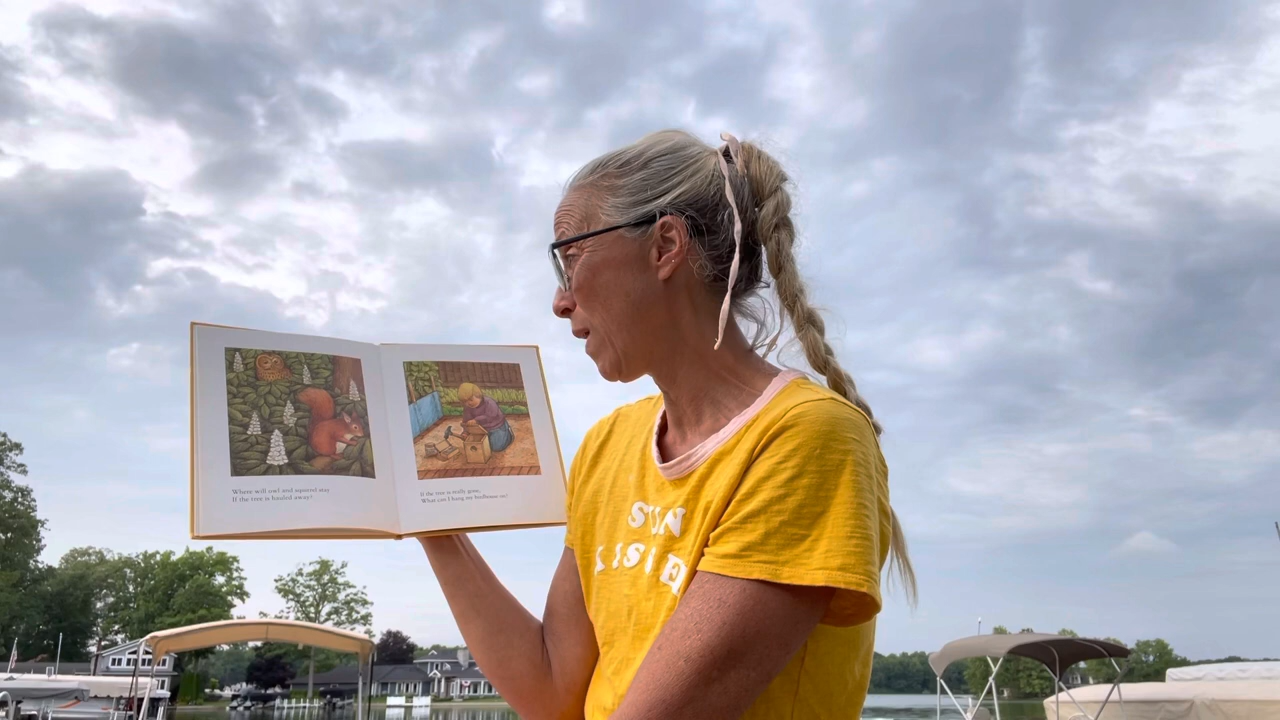 Where will owl and squirrel stay
If the tree is hauled away?
If the tree is really gone,
What can I hang my birdhouse on?
SUN